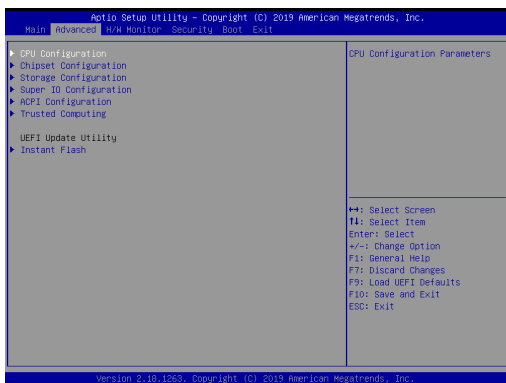 Aptio Setup Utility – Copyright (C) 2019 American Megatrends, Inc.
Main Advanced H/W Monitor Security Boot Exit
CPU Configuration
Chipset Configuration
Storage Configuration
Super IO Configuration
ACPI Configuration
Trusted Computing
UEFI Update Utility
Instant Flash
CPU Configuration Parameters
↔: Select Screen
↑↓: Select Item
Enter: Select
+/-: Change Option
F1: General Help
F7: Discard Changes
F9: Load UEFI Defaults
F10: Save and Exit
ESC: Exit
Version 2.18.1263. Copyright (C) 2019 American Megatrends, Inc.